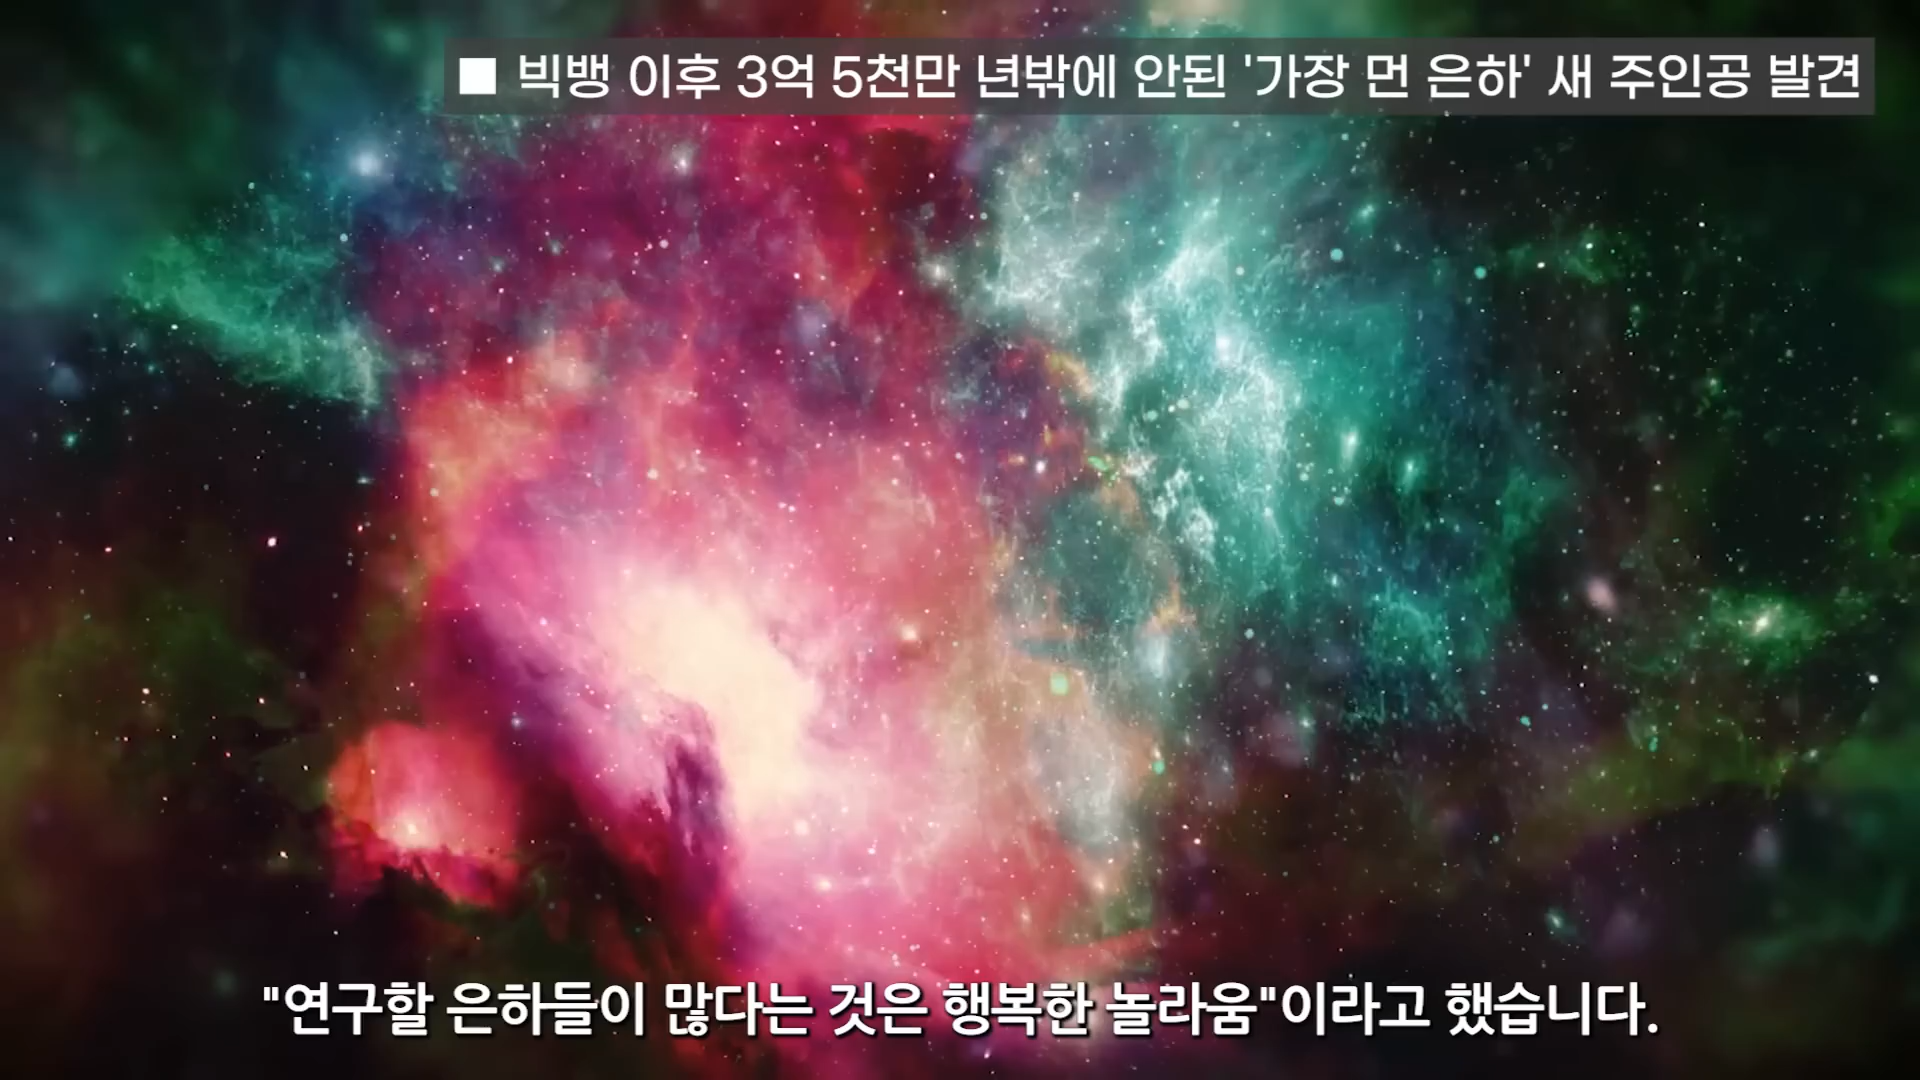 ■ 빅뱅 이후 3억 5천만 년밖에 안된 '가장 먼 은하' 새 주인공 발견
"연구할 은하들이 많다는 것은 행복한 놀라움"이라고 했습니다.